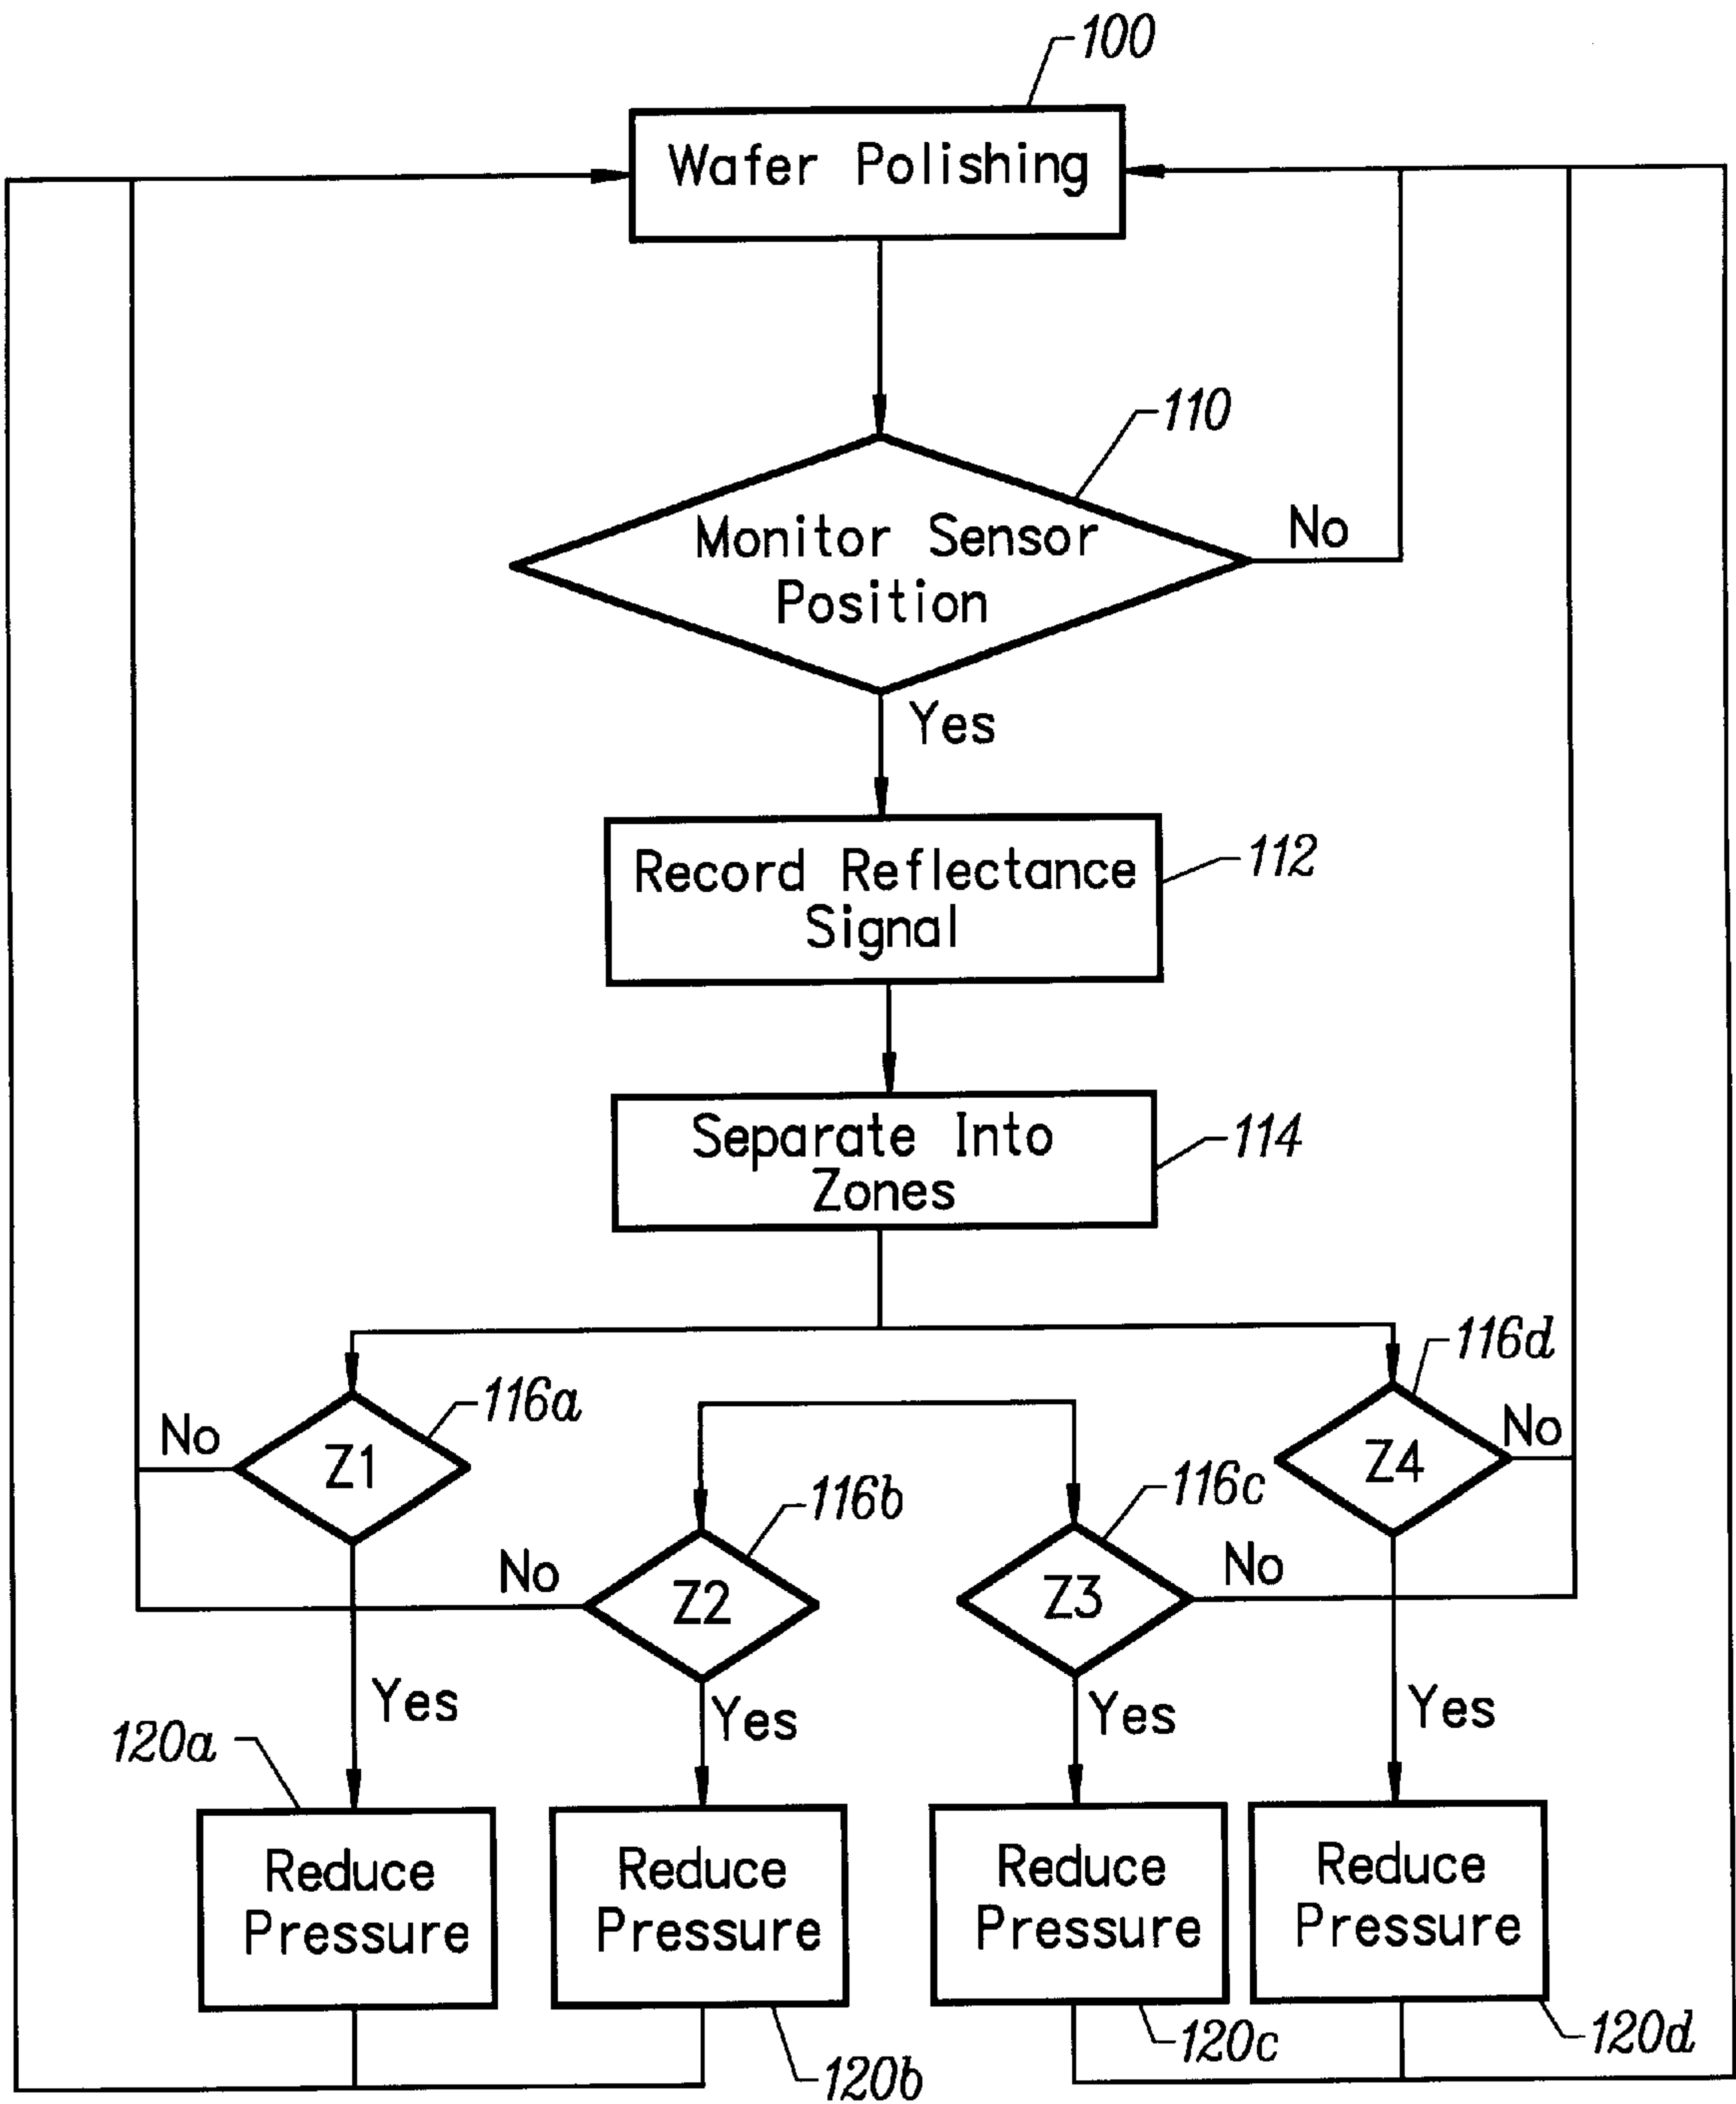 100
Wafer Polishing
110
Monitor Sensor
Position
No
Yes
Record Reflectance
Signal
112
Separate Into
Zones
114
116a
116d
No
Z1
Z4
No
116b
116c
No
Z2
Z3
No
Yes
Yes
Yes
Yes
120a
Reduce
Pressure
Reduce
Pressure
Reduce
Pressure
Reduce
Pressure
120b
120c
120d